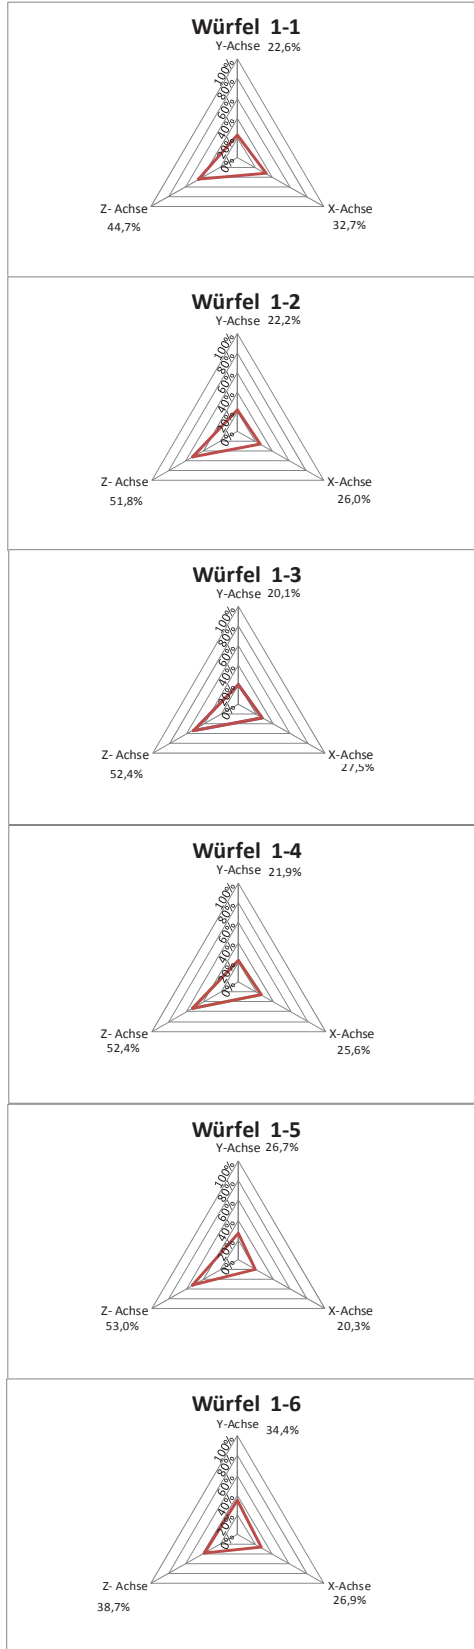 Würfel 1-1
Y-Achse 22,6%
100%
80%
60%
40%
20%
0%
Z- Achse X-Achse
44,7% 32,7%
Würfel 1-2
Y-Achse 22,2%
100%
80%
60%
40%
20%
0%
Z- Achse X-Achse
51,8% 26,0%
Würfel 1-3
Y-Achse 20,1%
100%
80%
60%
40%
20%
0%
Z- Achse X-Achse
52,4% 27,5%
Würfel 1-4
Y-Achse 21,9%
100%
80%
60%
40%
20%
0%
Z- Achse X-Achse
52,4% 25,6%
Würfel 1-5
Y-Achse 26,7%
100%
80%
60%
40%
20%
0%
Z- Achse X-Achse
53,0% 20,3%
Würfel 1-6
Y-Achse 34,4%
100%
80%
60%
40%
20%
0%
Z- Achse X-Achse
38,7% 26,9%